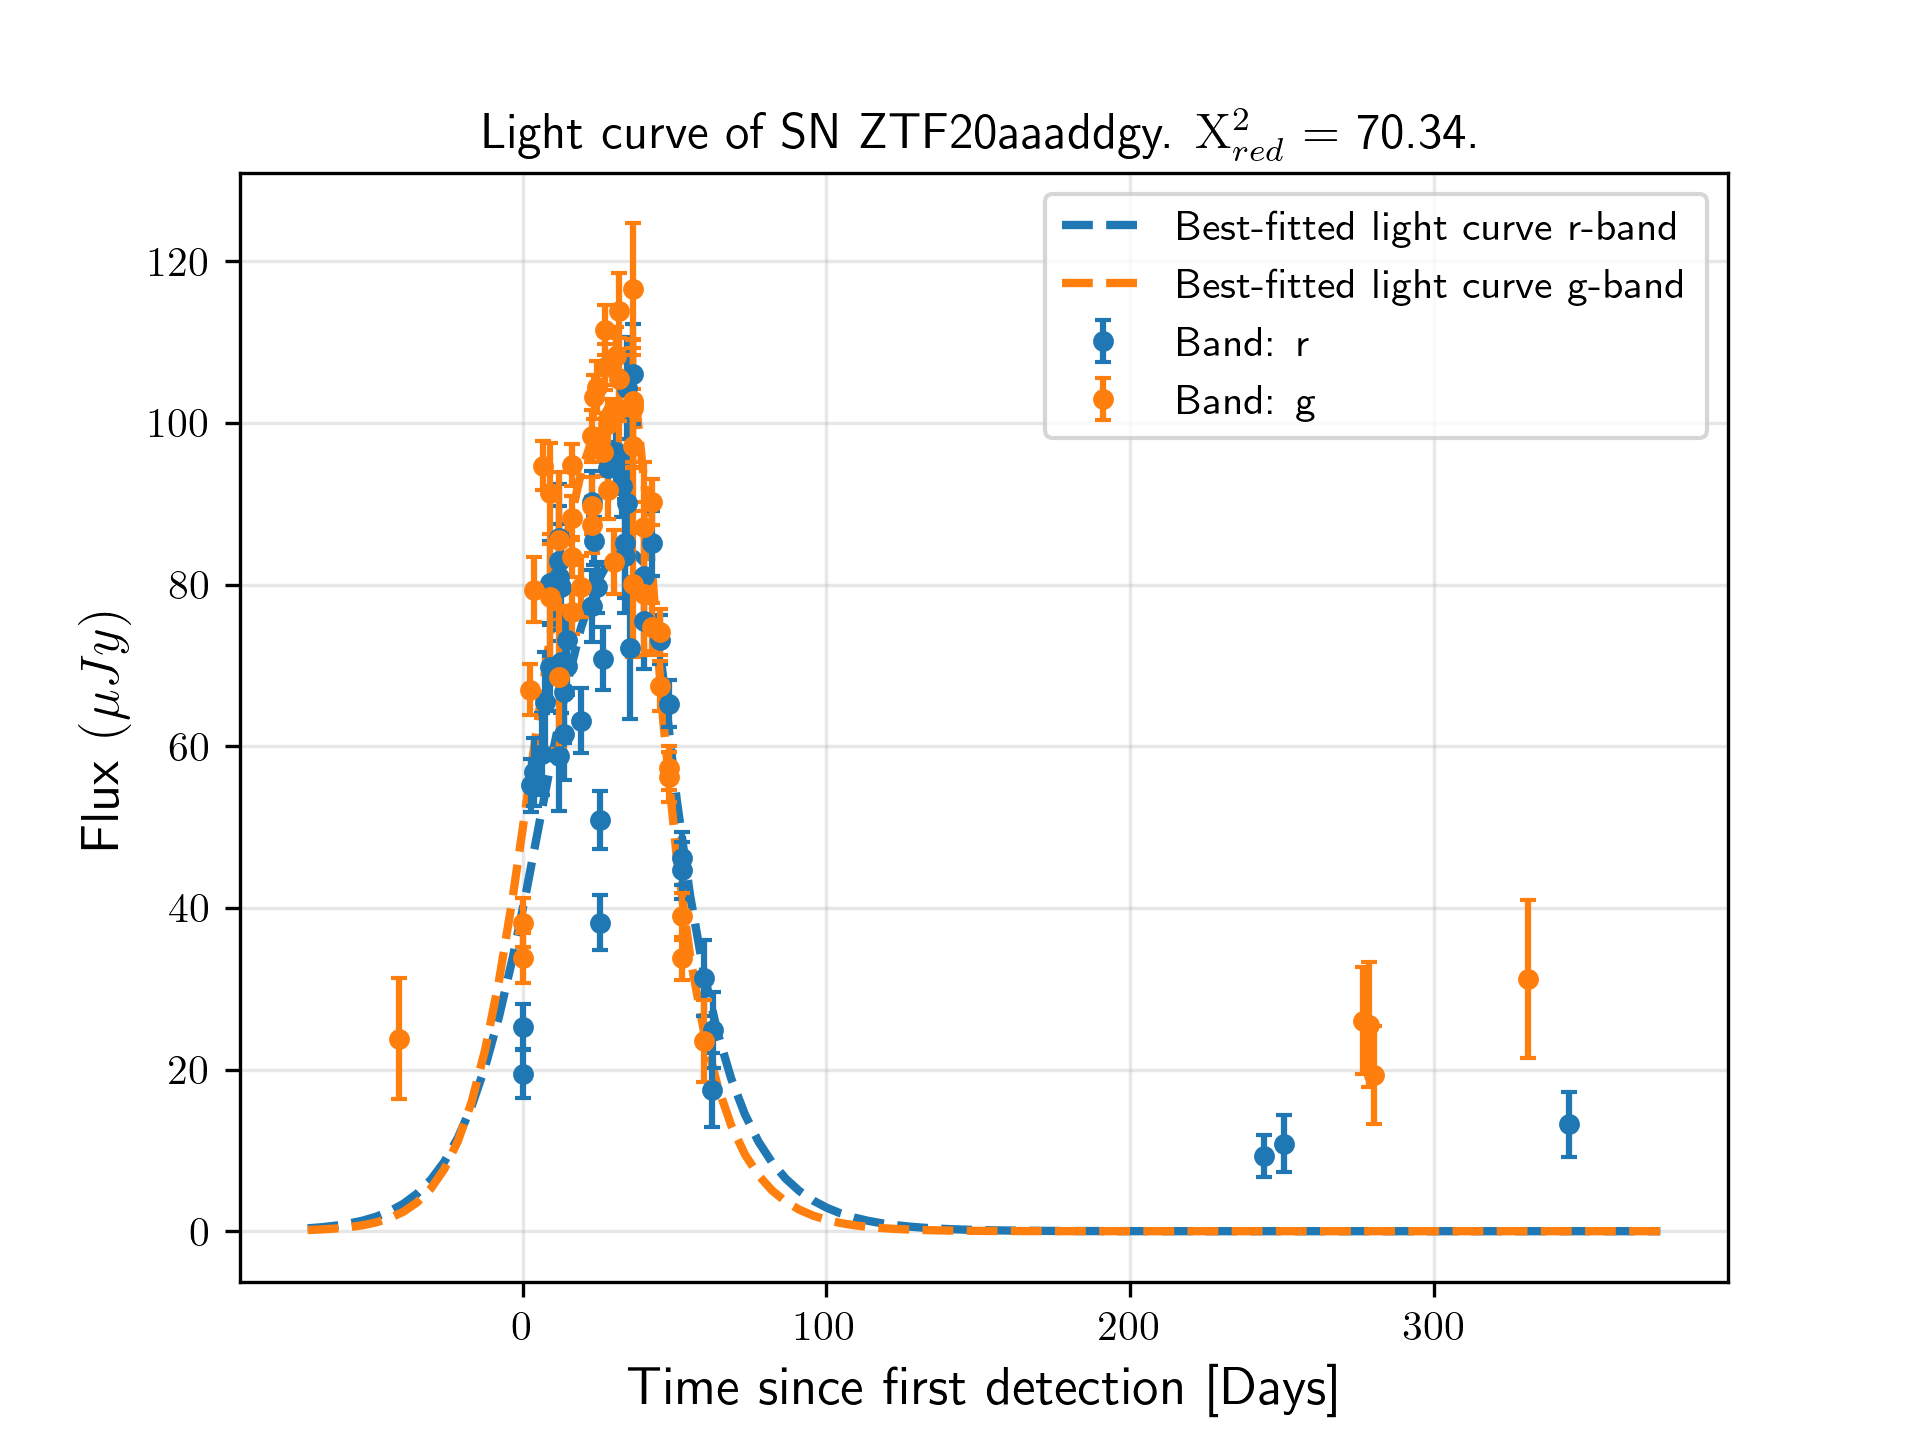 Light curve of SN ZTF20aaaddgy. X²_red = 70.34.
Best-fitted light curve r-band
Best-fitted light curve g-band
Band: r
Band: g
Flux (μJy)
120
100
80
60
40
20
0
0 100 200 300
Time since first detection [Days]